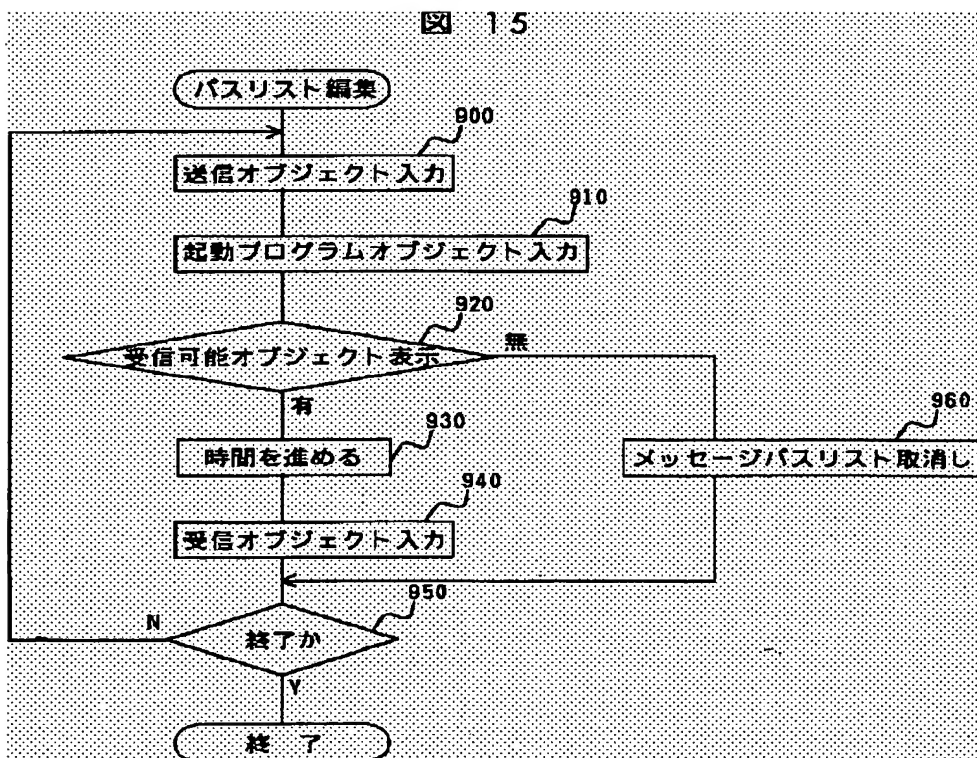 図 15
パスリスト編集
900
送信オブジェクト入力
910
起動プログラムオブジェクト入力
920
受信可能オブジェクト表示
無
有
930
時間を進める
960
メッセージパスリスト取消し
940
受信オブジェクト入力
950
N
終了か
Y
終 了